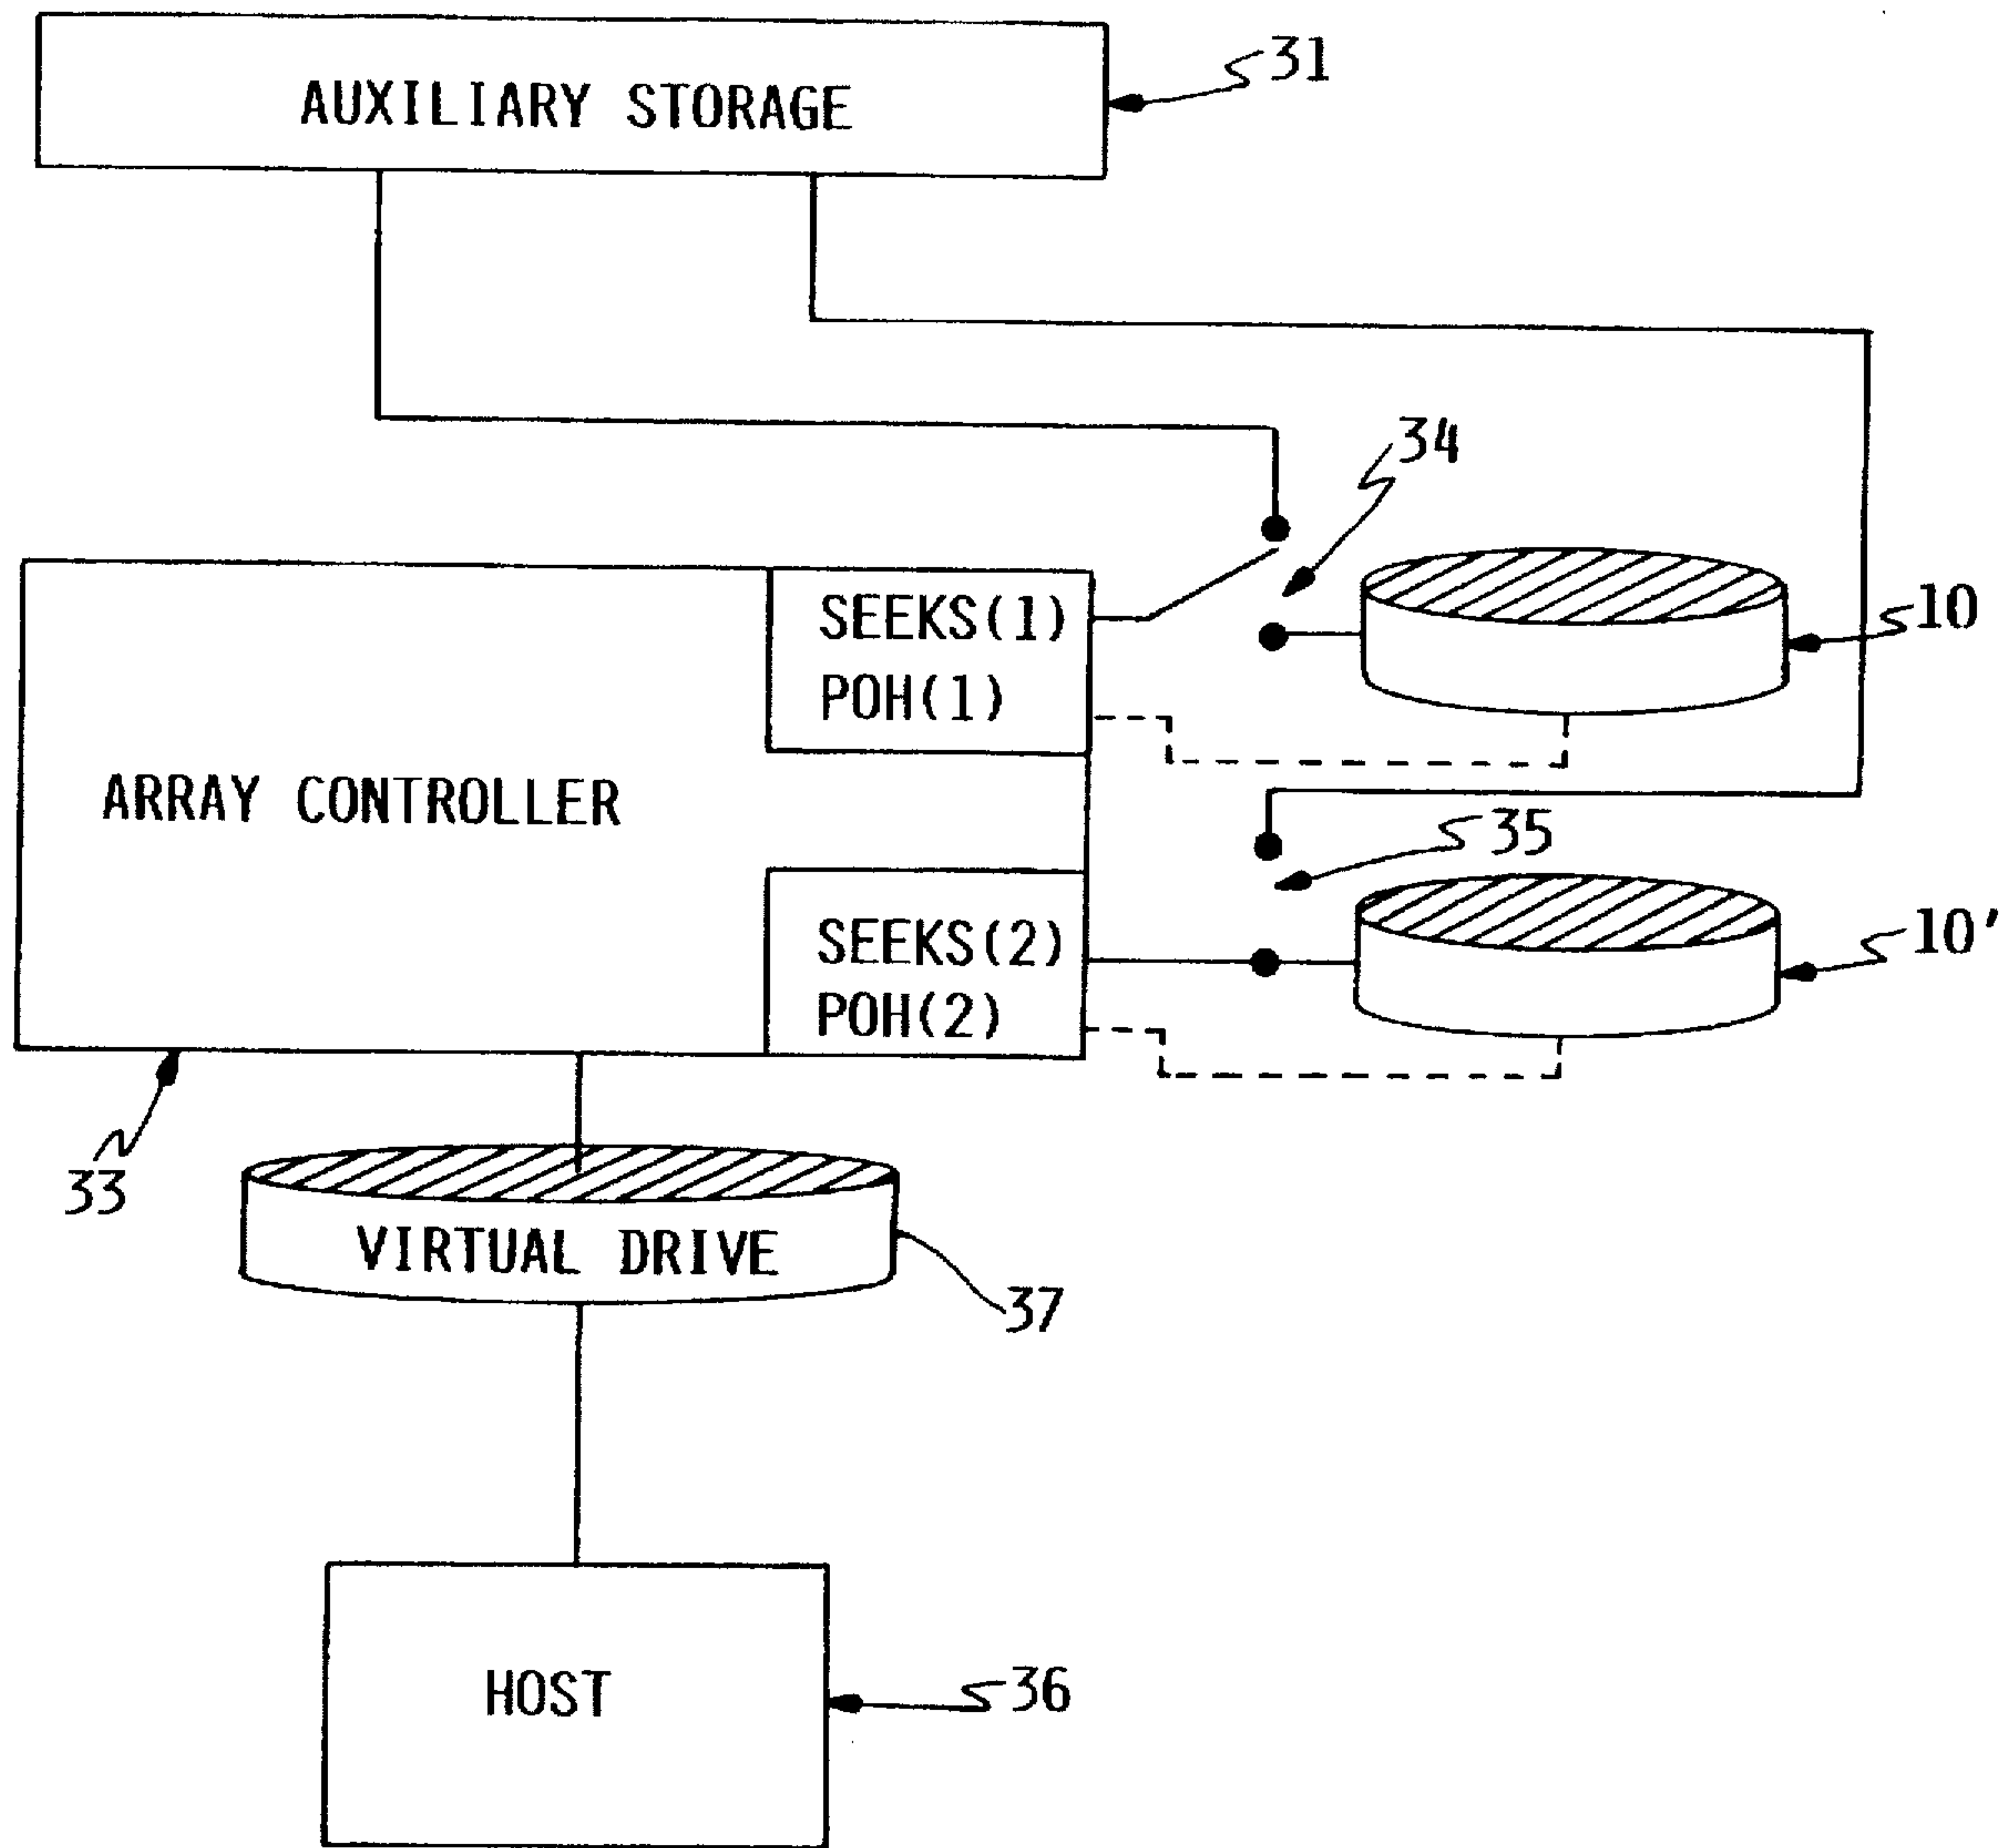 AUXILIARY STORAGE
31
34
SEEKS(1)
POH(1)
10
ARRAY CONTROLLER
35
SEEKS(2)
POH(2)
10'
33
VIRTUAL DRIVE
37
HOST
36